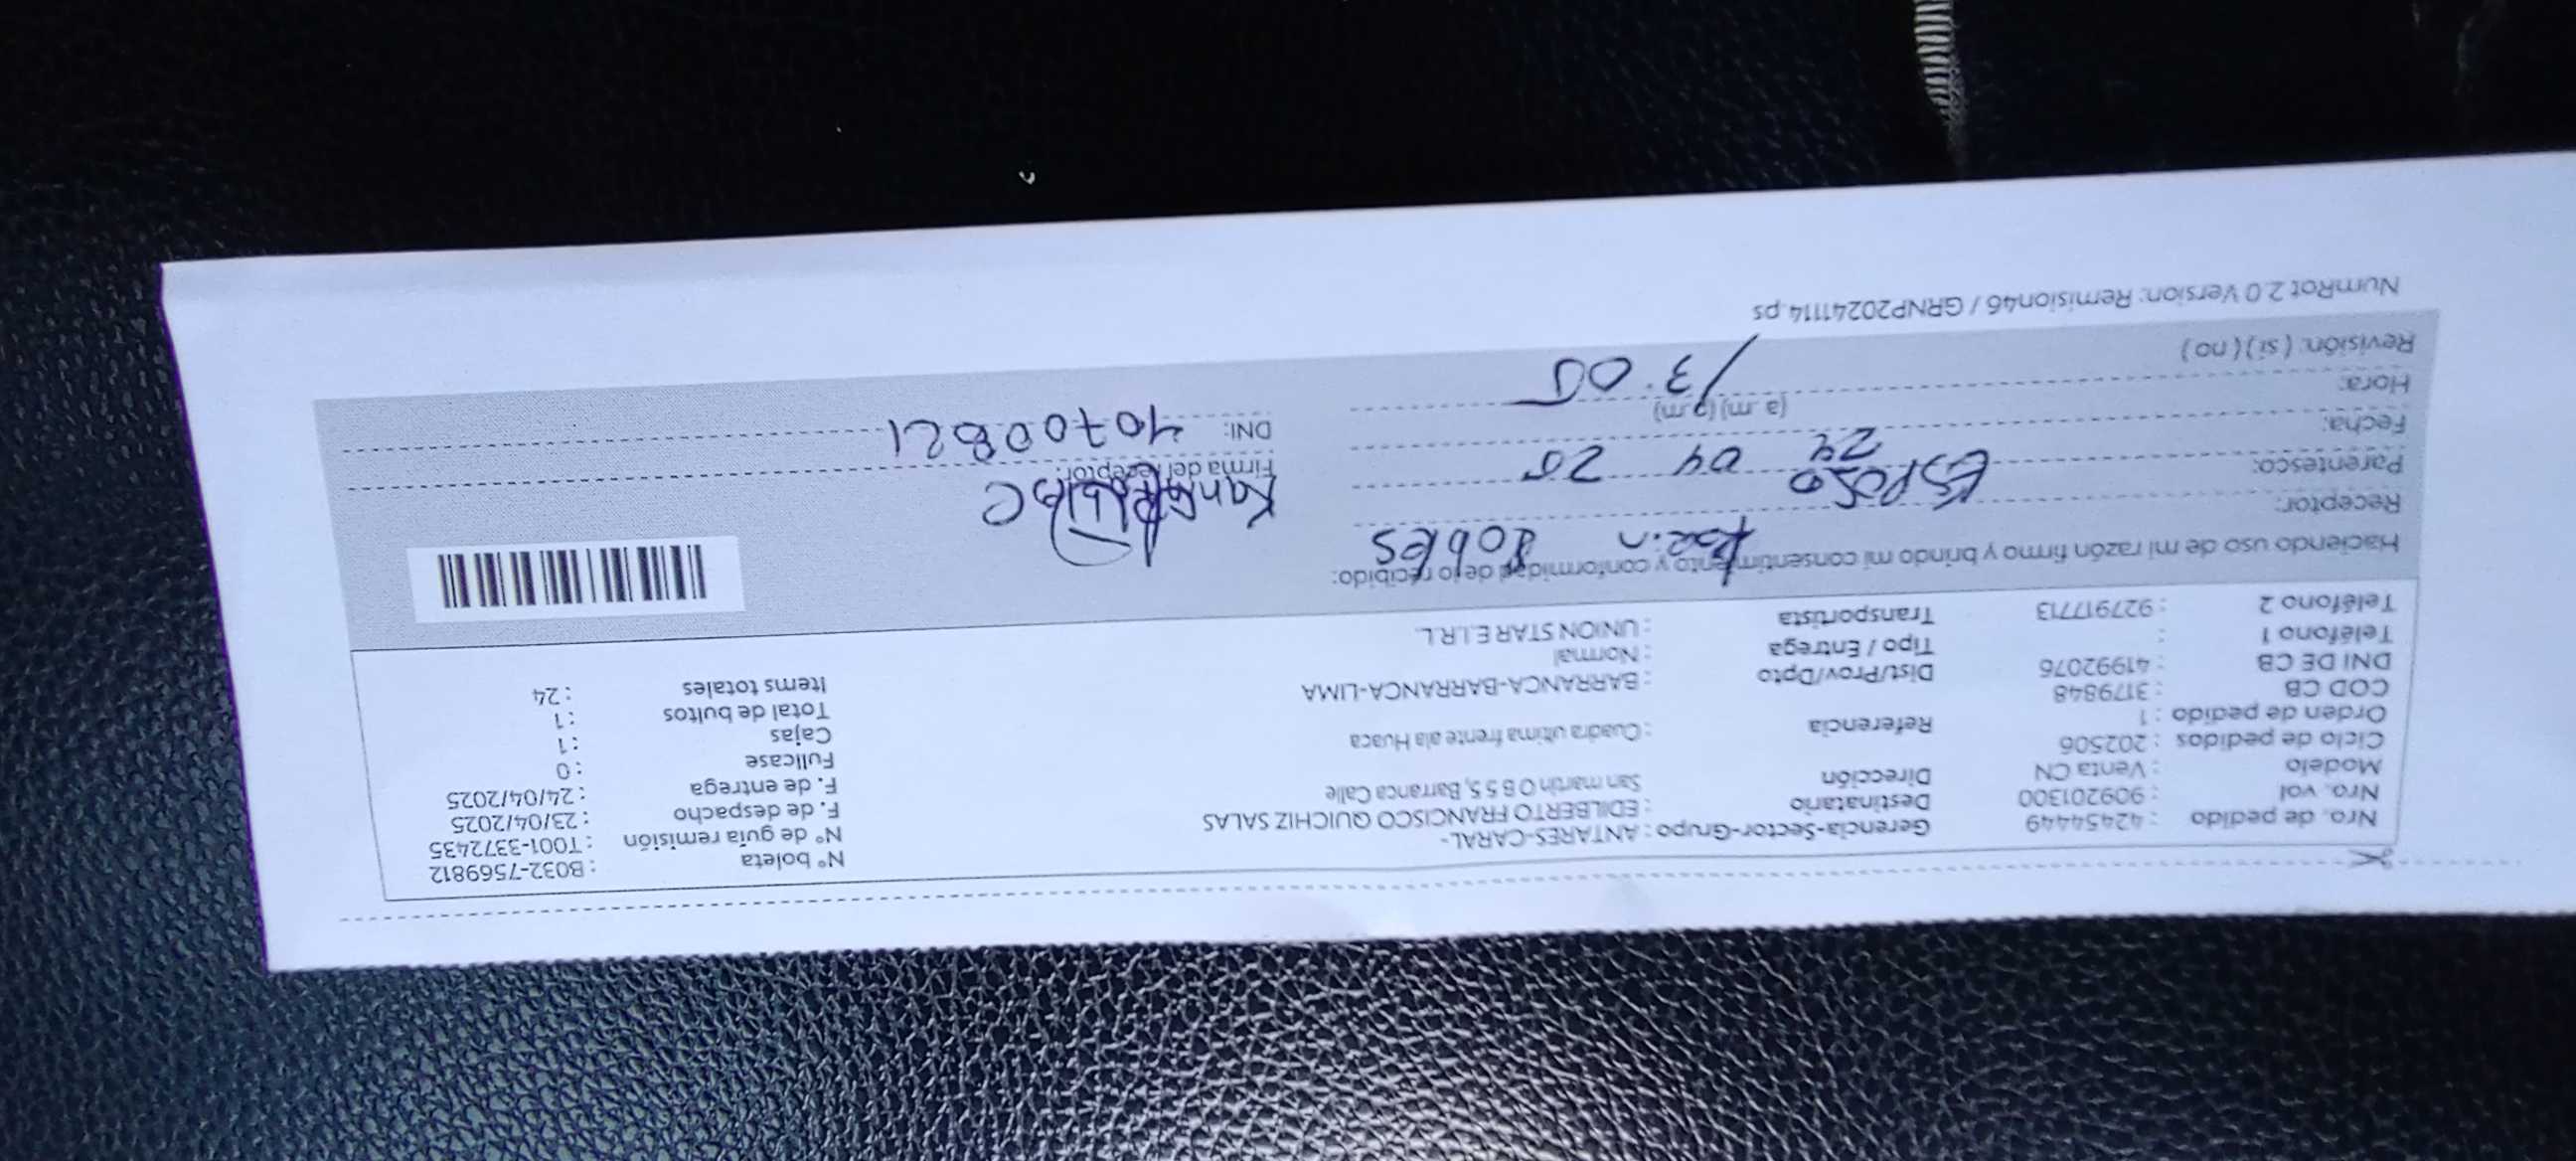 Nro. de pedido : 42454449 Gerencia-Sector-Grupo : ANTARES-CARAL- N° boleta : B032-7569812
Nro. vol : 909201300 Destinatario : EDILBERTO FRANCISCO QUICHIZ SALAS N° de guía remisión : T001-3372435
Modelo : Venta CN Dirección San martin O B 5 5, Barranca Calle F. de despacho : 23/04/2025
Ciclo de pedidos : 202506 F. de entrega : 24/04/2025
Orden de pedido : 1 Referencia : Cuadra ultima frente ala Huaca Fullcase : 0
COD CB : 3179848 Cajas : 1
DNI DE CB : 41992076 Dist/Prov/Dpto : BARRANCA-BARRANCA-LIMA Total de bultos : 1
Teléfono 1 : Tipo / Entrega : Normal Items totales : 24
Teléfono 2 : 927917713 Transportista : UNION STAR E.I.R.L.
Haciendo uso de mi razón firmo y brindo mi consentimiento y conformidad de lo recibido:
Receptor: Robles
Parentesco: Esposo Firma del receptor:
Fecha: 24 04 25 DNI: 40700821
Hora: (a.m) (p.m) 13:05
Revisión: ( si ) ( no )
NumRot 2.0 Version: Remision46 / GRNP20241114.ps